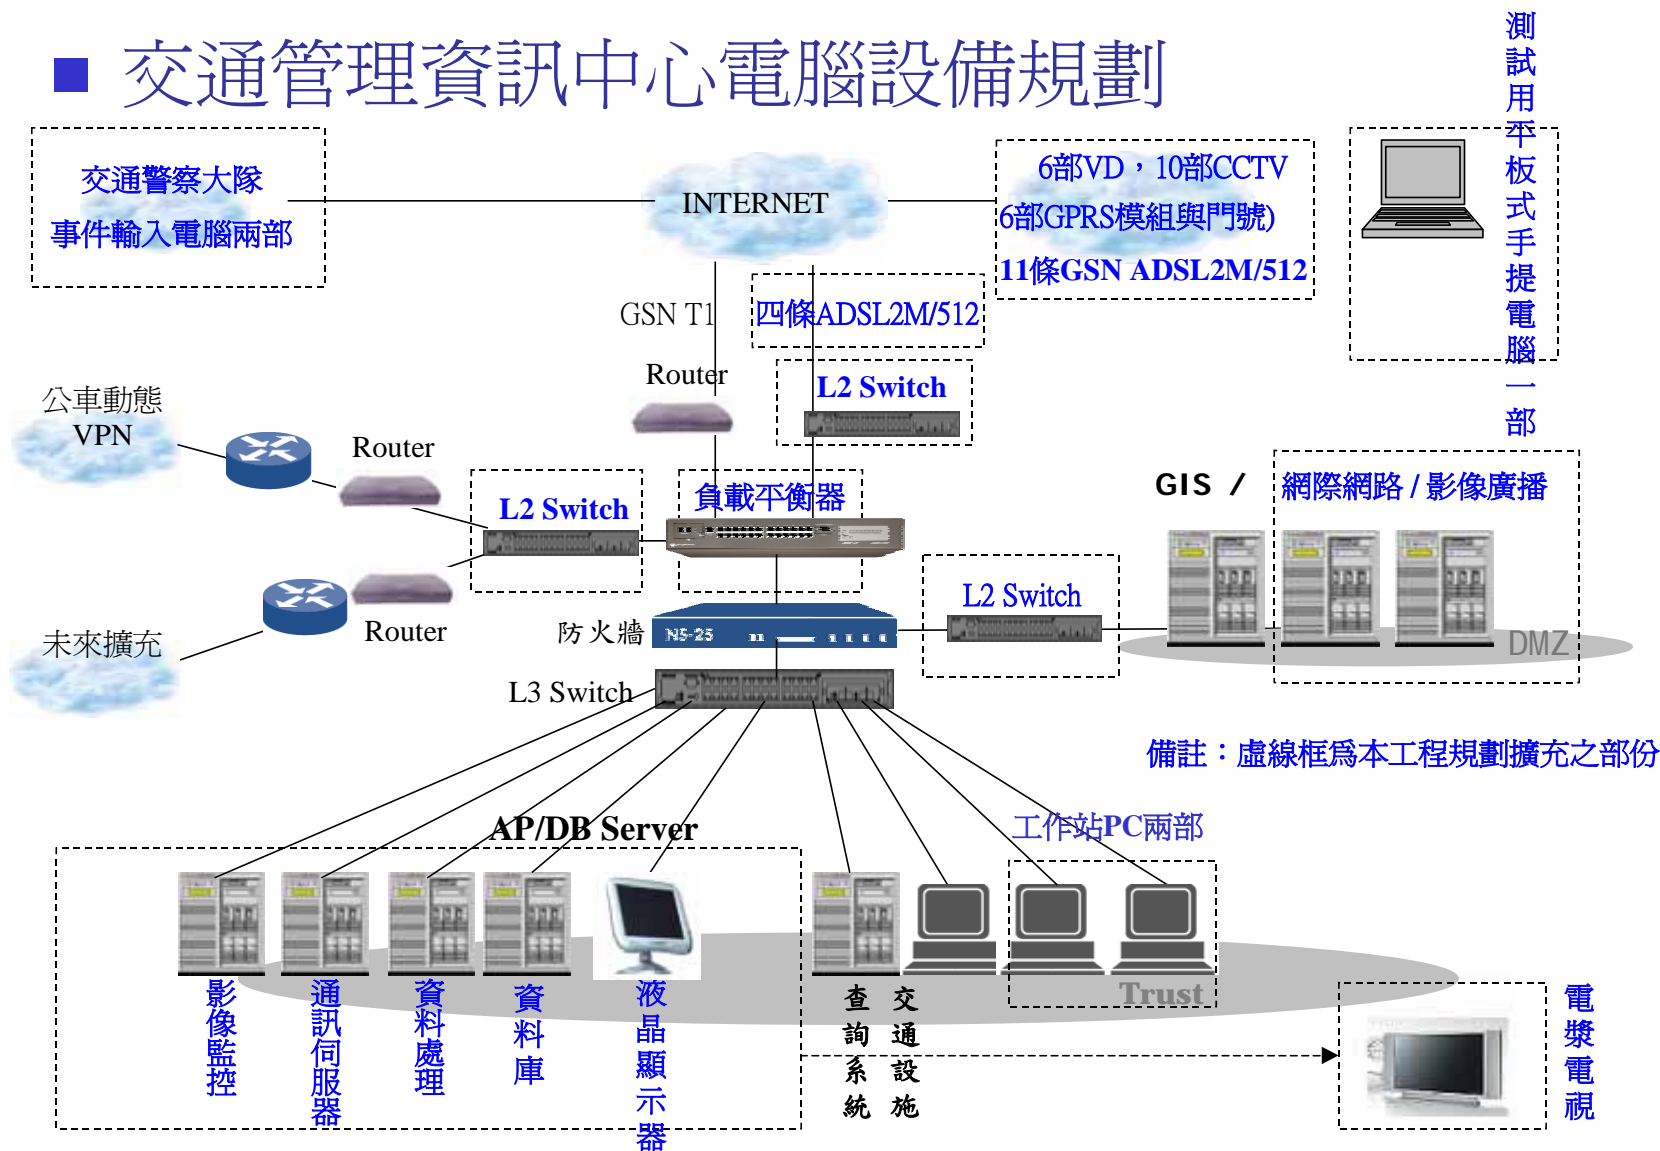 交通管理資訊中心電腦設備規劃
測試用平板式手提電腦一部
交通警察大隊
事件輸入電腦兩部
INTERNET
6部VD，10部CCTV
6部GPRS模組與門號)
11條GSN ADSL2M/512
GSN T1
四條ADSL2M/512
Router
L2 Switch
公車動態
VPN
Router
L2 Switch
負載平衡器
GIS / 網際網路 / 影像廣播
L2 Switch
未來擴充
Router
防火牆
NS-25
DMZ
L3 Switch
備註：虛線框為本工程規劃擴充之部份
AP/DB Server
工作站PC兩部
Trust
影像監控
通訊伺服器
資料處理
資料庫
液晶顯示器
交通設施
查詢系統
電漿電視